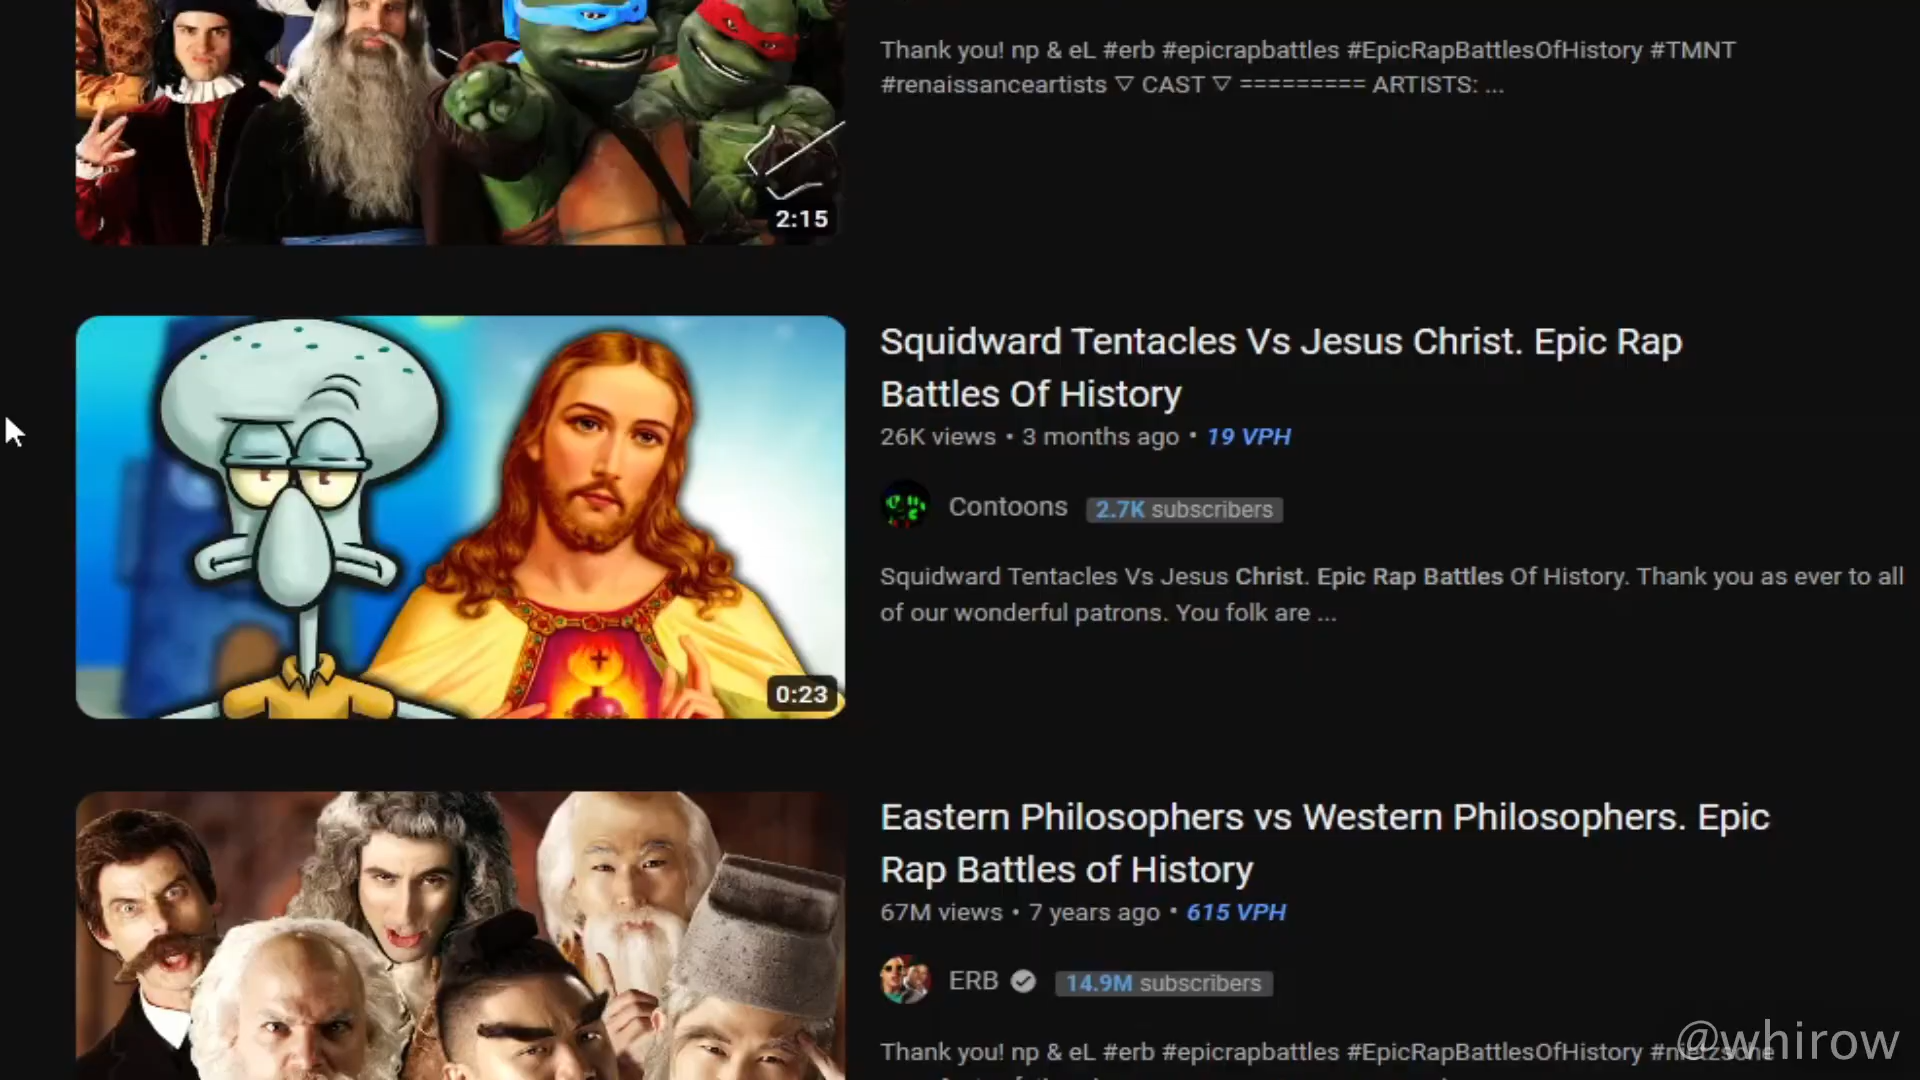 Thank you! np & eL #erb #epicrapbattles #EpicRapBattlesOfHistory #TMNT
#renaissanceartists ▽ CAST ▽ ========= ARTISTS: ...
2:15
Squidward Tentacles Vs Jesus Christ. Epic Rap
Battles Of History
26K views • 3 months ago • 19 VPH
Contoons 2.7K subscribers
Squidward Tentacles Vs Jesus Christ. Epic Rap Battles Of History. Thank you as ever to all
of our wonderful patrons. You folk are ...
0:23
Eastern Philosophers vs Western Philosophers. Epic
Rap Battles of History
67M views • 7 years ago • 615 VPH
ERB 14.9M subscribers
Thank you! np & eL #erb #epicrapbattles #EpicRapBattlesOfHistory #nietzsche
@whirow